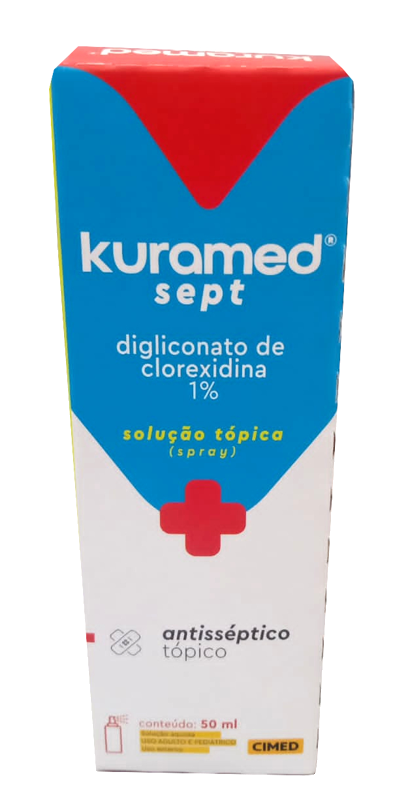 kuramed
kuramed®
sept
digliconato de
clorexidina
1%
solução tópica
(spray)
antisséptico
tópico
conteúdo: 50 ml
Solução aquosa
USO ADULTO E PEDIÁTRICO
Uso externo
CIMED